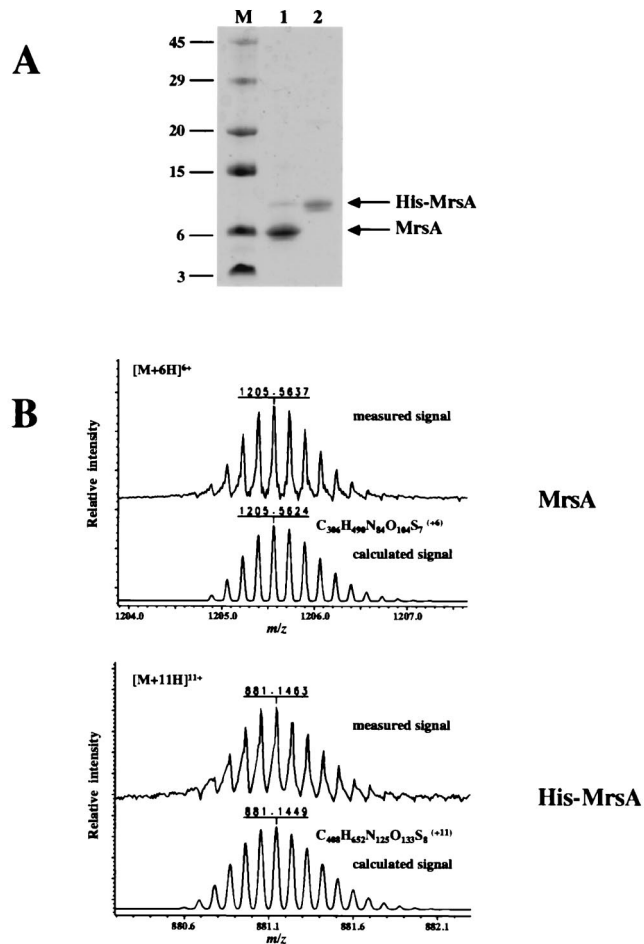 A
M 1 2
45
29
20
15
6
3
His-MrsA
MrsA
B
[M+6H]6+
1205.5637
measured signal
1205.5624
C306H490N84O104S7 (+6)
calculated signal
Relative intensity
1204.0 1205.0 1206.0 1207.0
m/z
MrsA
[M+11H]11+
881.1463
measured signal
881.1449
C408H652N125O133S8 (+11)
calculated signal
Relative intensity
880.6 881.1 881.6 882.1
m/z
His-MrsA